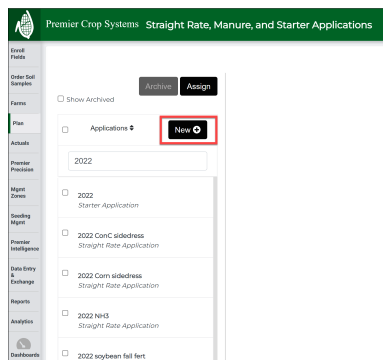 Premier Crop Systems Straight Rate, Manure, and Starter Applications
Enroll
Fields
Order Soil
Samples
Farms
Plan
Actuals
Premier
Precision
Mgmt
Zones
Seeding
Mgmt
Premier
Intelligence
Data Entry
&
Exchange
Reports
Analytics
Dashboards
Archive Assign
Show Archived
Applications New
2022
2022
Starter Application
2022 ConC sidedress
Straight Rate Application
2022 Corn sidedress
Straight Rate Application
2022 NH3
Straight Rate Application
2022 soybean fall fert